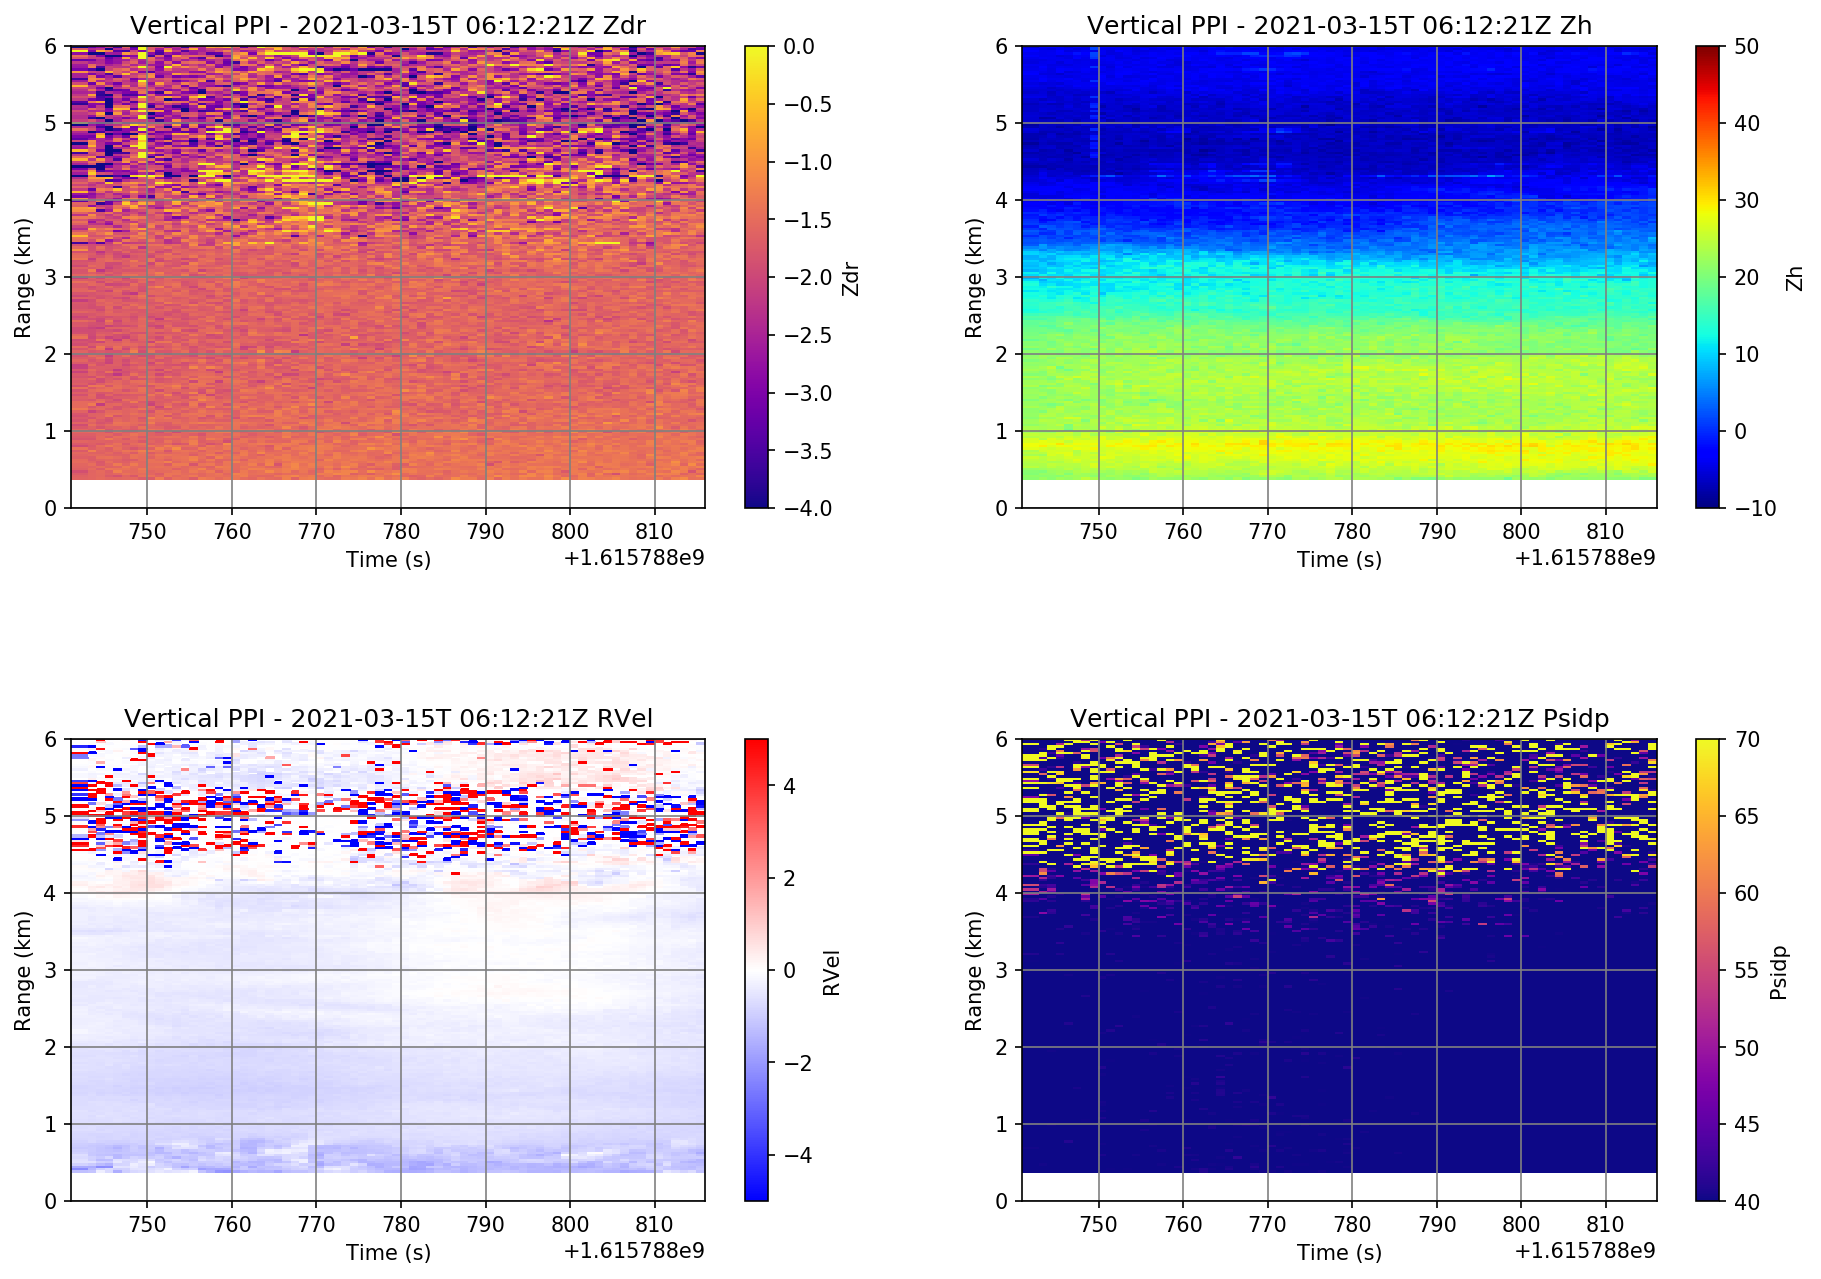 Vertical PPI - 2021-03-15T 06:12:21Z Zdr
6
5
4
3
2
1
0
Range (km)
750 760 770 780 790 800 810
Time (s)
+1.615788e9
0.0
−0.5
−1.0
−1.5
−2.0
−2.5
−3.0
−3.5
−4.0
Zdr
Vertical PPI - 2021-03-15T 06:12:21Z Zh
6
5
4
3
2
1
0
Range (km)
750 760 770 780 790 800 810
Time (s)
+1.615788e9
50
40
30
20
10
0
−10
Zh
Vertical PPI - 2021-03-15T 06:12:21Z RVel
6
5
4
3
2
1
0
Range (km)
750 760 770 780 790 800 810
Time (s)
+1.615788e9
4
2
0
−2
−4
RVel
Vertical PPI - 2021-03-15T 06:12:21Z Psidp
6
5
4
3
2
1
0
Range (km)
750 760 770 780 790 800 810
Time (s)
+1.615788e9
70
65
60
55
50
45
40
Psidp